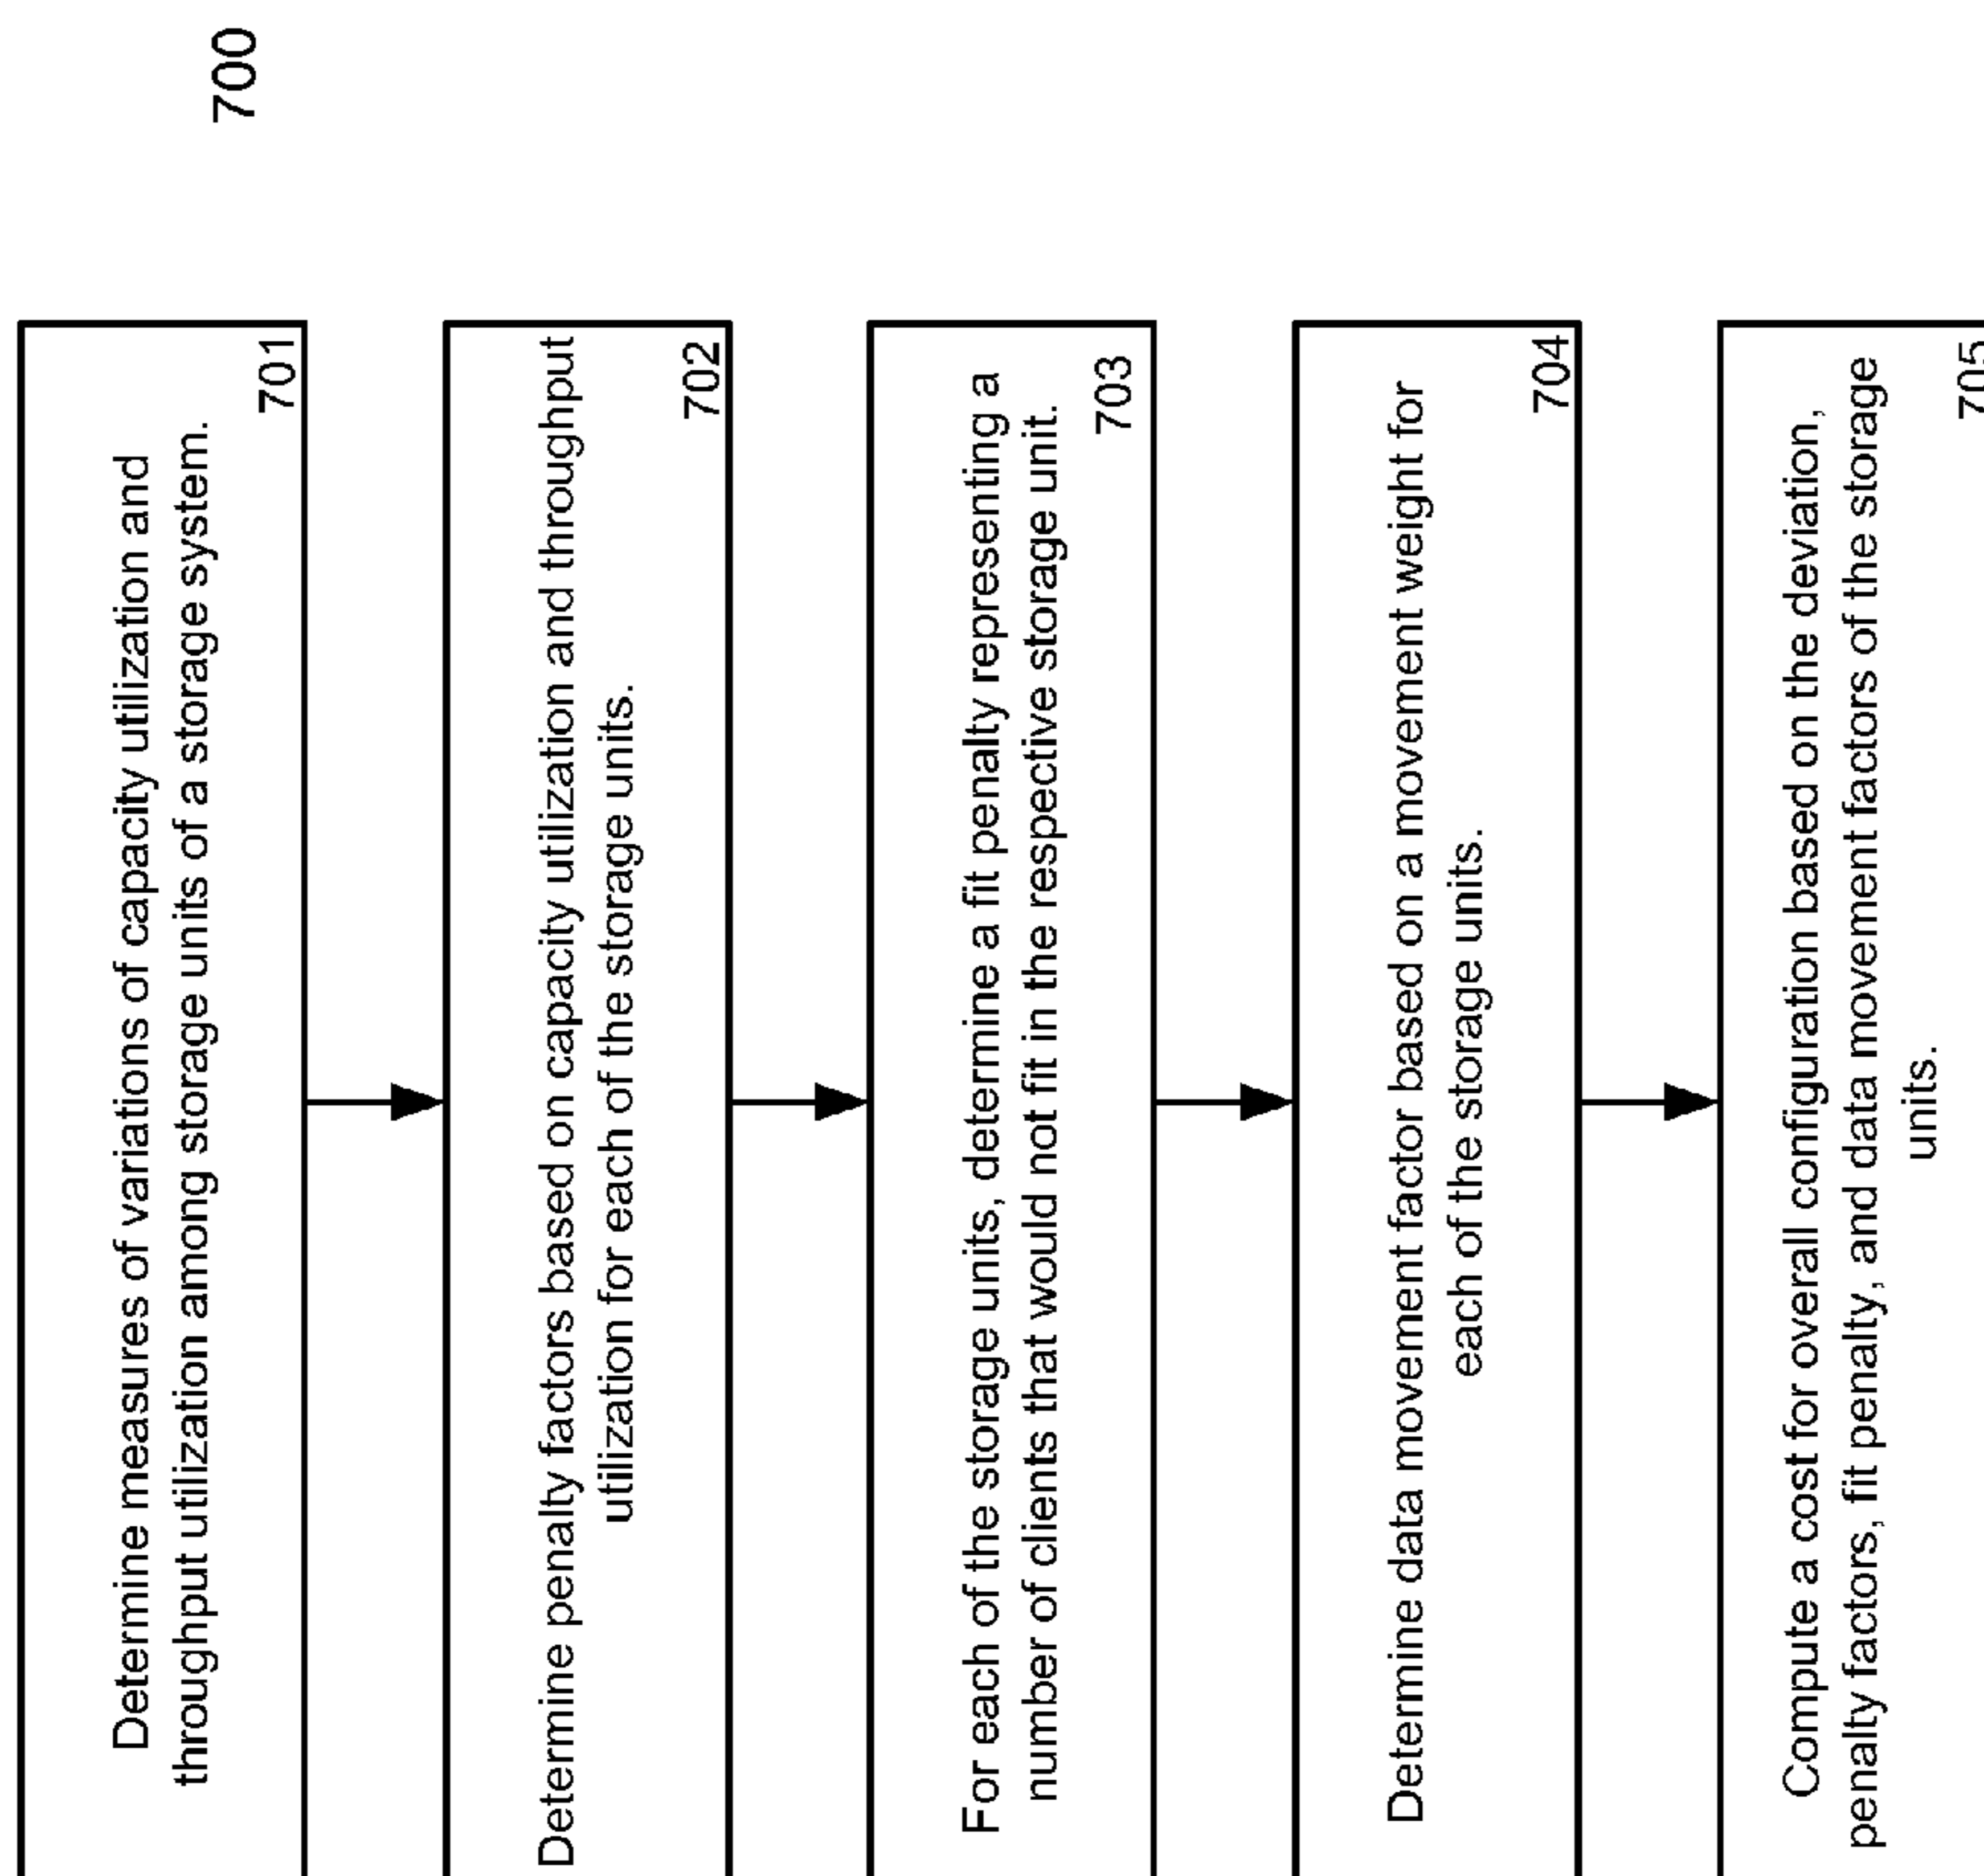 700
Determine measures of variations of capacity utilization and
throughput utilization among storage units of a storage system.
701
Determine penalty factors based on capacity utilization and throughput
utilization for each of the storage units.
702
For each of the storage units, determine a fit penalty representing a
number of clients that would not fit in the respective storage unit.
703
Determine data movement factor based on a movement weight for
each of the storage units.
704
Compute a cost for overall configuration based on the deviation,
penalty factors, fit penalty, and data movement factors of the storage
units.
705